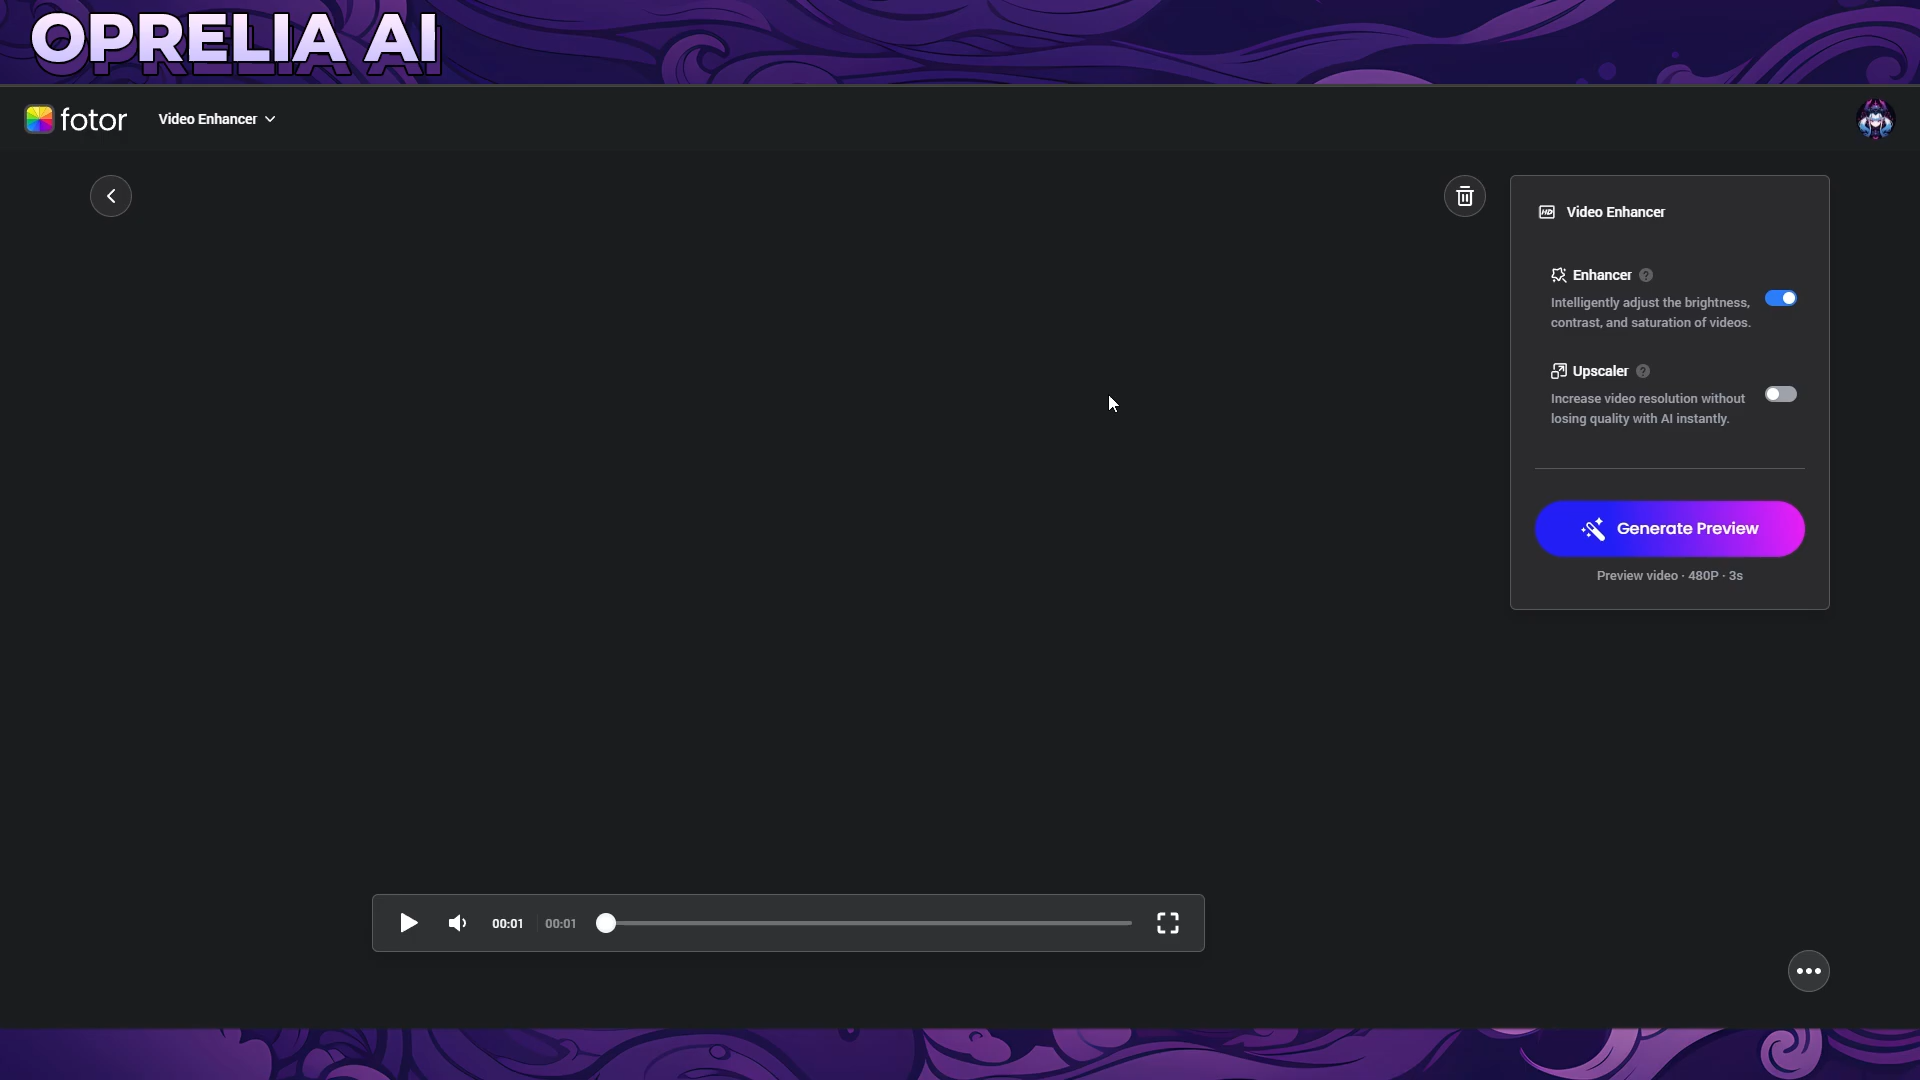 OPRELIA AI
fotor
Video Enhancer
HD Video Enhancer
Enhancer ?
Intelligently adjust the brightness,
contrast, and saturation of videos.
Upscaler ?
Increase video resolution without
losing quality with AI instantly.
Generate Preview
Preview video · 480P · 3s
00:01 00:01